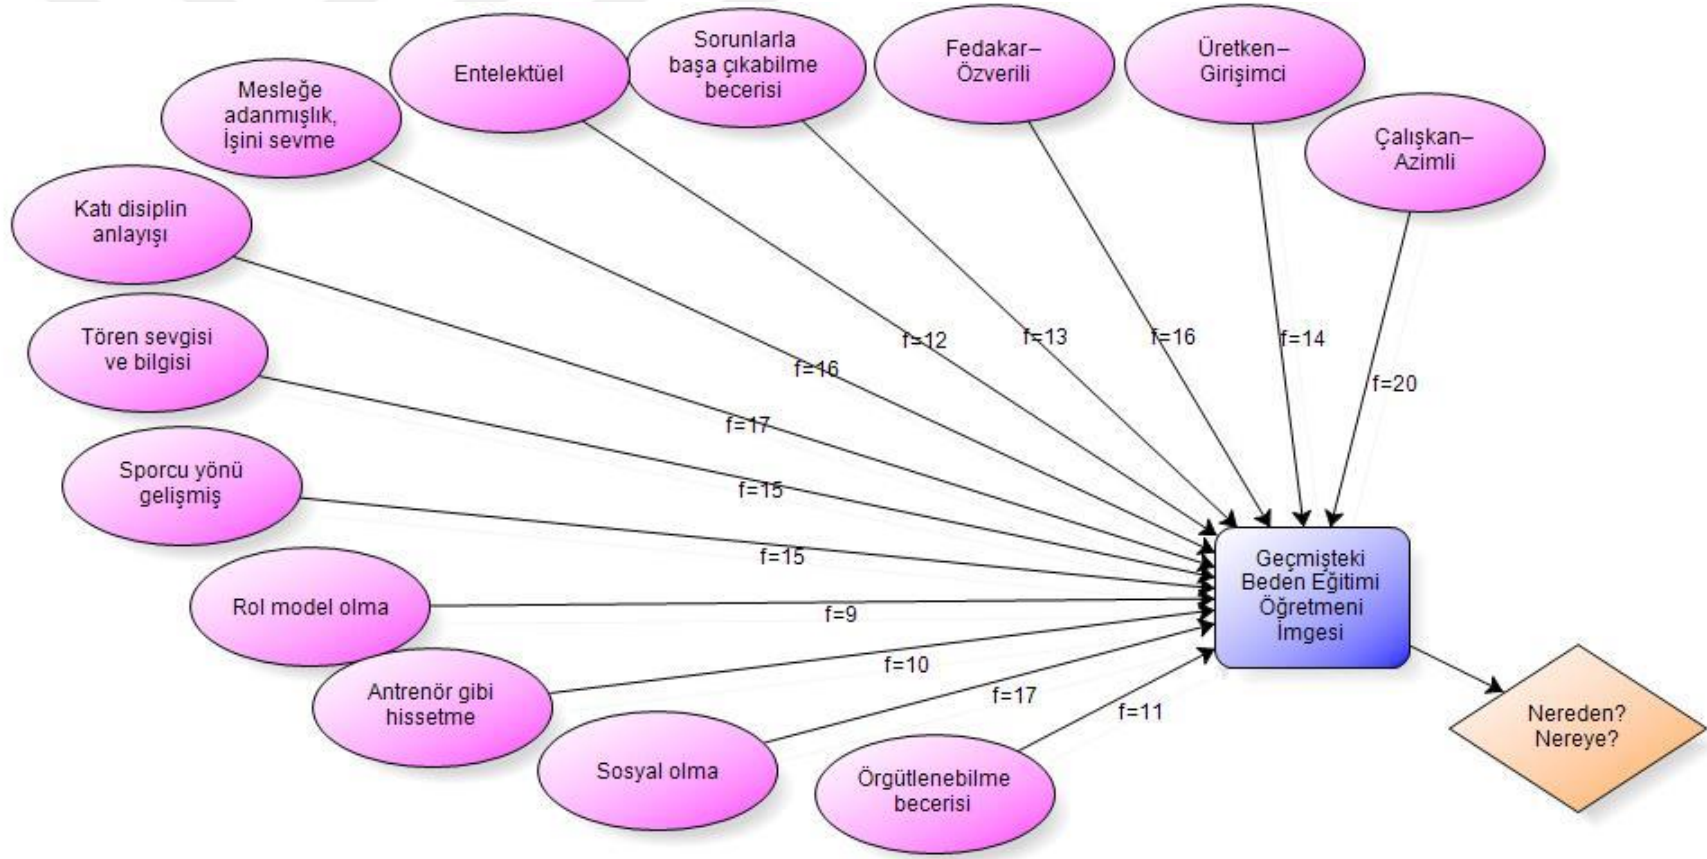 Sorunlarla
başa çıkabilme
becerisi
Fedakar–
Özverili
Üretken–
Girişimci
Entelektüel
Mesleğe
adanmışlık,
İşini sevme
Çalışkan–
Azimli
Katı disiplin
anlayışı
Tören sevgisi
ve bilgisi
Sporcu yönü
gelişmiş
Rol model olma
Antrenör gibi
hissetme
Sosyal olma
Örgütlenebilme
becerisi
f=12
f=13
f=16
f=14
f=16
f=20
f=17
f=15
f=15
f=9
f=10
f=17
f=11
Geçmişteki
Beden Eğitimi
Öğretmeni
İmgesi
Nereden?
Nereye?